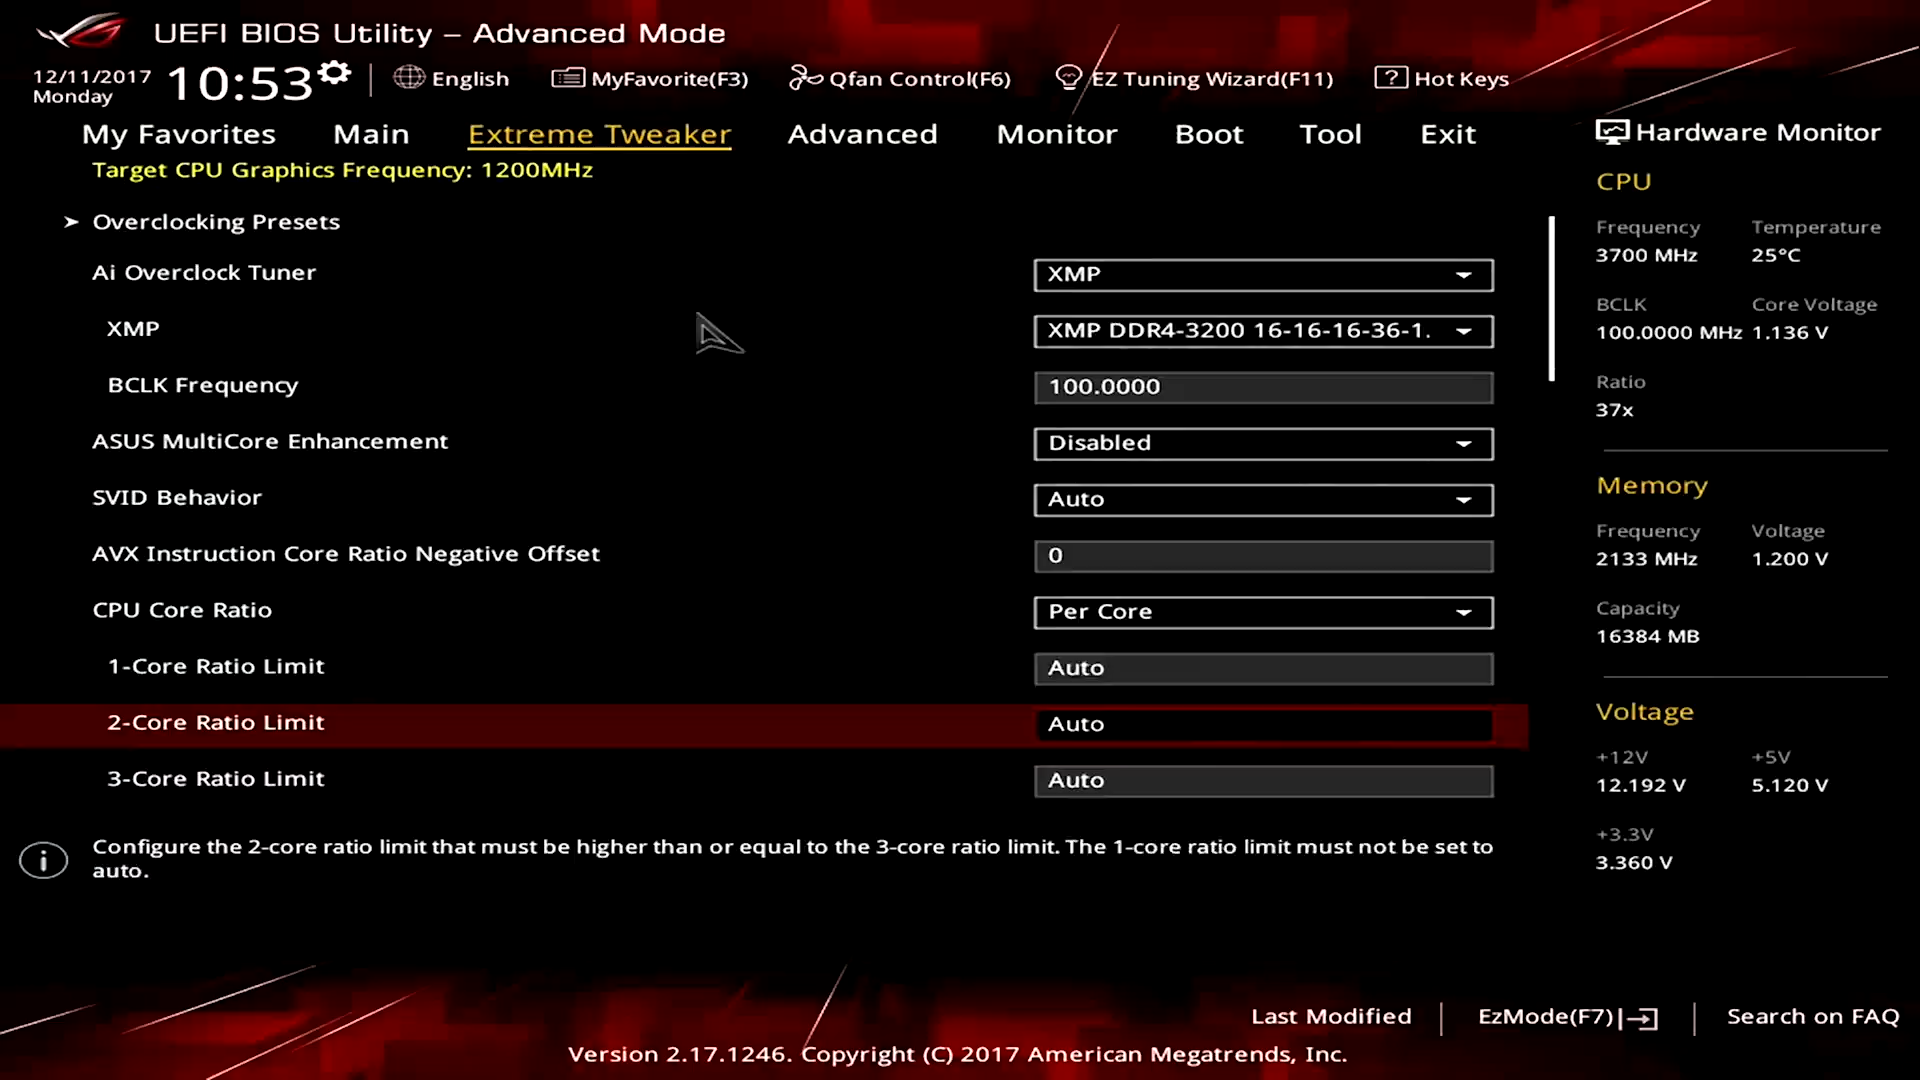 UEFI BIOS Utility – Advanced Mode
12/11/2017
Monday
10:53
English
MyFavorite(F3)
Qfan Control(F6)
EZ Tuning Wizard(F11)
? Hot Keys
My Favorites
Main
Extreme Tweaker
Advanced
Monitor
Boot
Tool
Exit
Target CPU Graphics Frequency: 1200MHz
Overclocking Presets
Ai Overclock Tuner
XMP
XMP
XMP DDR4-3200 16-16-16-36-1.
BCLK Frequency
100.0000
ASUS MultiCore Enhancement
Disabled
SVID Behavior
Auto
AVX Instruction Core Ratio Negative Offset
0
CPU Core Ratio
Per Core
1-Core Ratio Limit
Auto
2-Core Ratio Limit
Auto
3-Core Ratio Limit
Auto
Configure the 2-core ratio limit that must be higher than or equal to the 3-core ratio limit. The 1-core ratio limit must not be set to
auto.
Hardware Monitor
CPU
Frequency
Temperature
3700 MHz
25°C
BCLK
Core Voltage
100.0000 MHz
1.136 V
Ratio
37x
Memory
Frequency
Voltage
2133 MHz
1.200 V
Capacity
16384 MB
Voltage
+12V
+5V
12.192 V
5.120 V
+3.3V
3.360 V
Last Modified
EzMode(F7)
Search on FAQ
Version 2.17.1246. Copyright (C) 2017 American Megatrends, Inc.